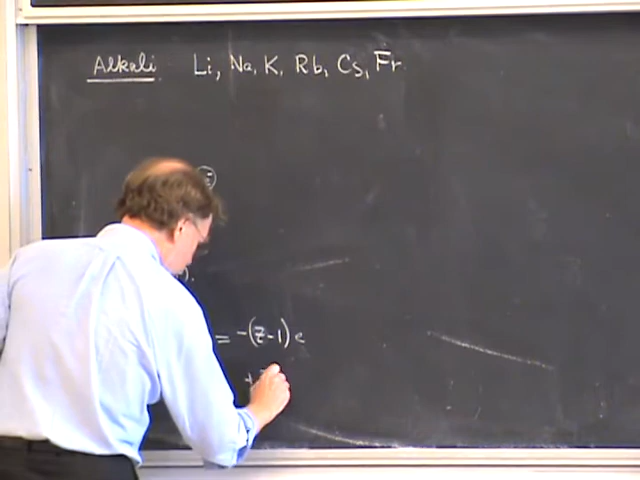 Alkali Li, Na, K, Rb, Cs, Fr
= -(z-1)e
+